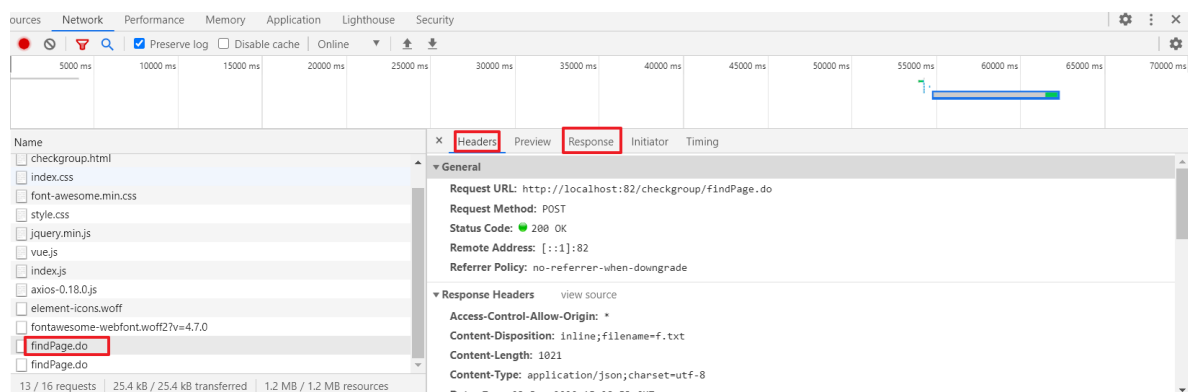 ources Network Performance Memory Application Lighthouse Security
Preserve log Disable cache Online
5000 ms 10000 ms 15000 ms 20000 ms 25000 ms 30000 ms 35000 ms 40000 ms 45000 ms 50000 ms 55000 ms 60000 ms 65000 ms 70000 ms
Name
checkgroup.html
index.css
font-awesome.min.css
style.css
jquery.min.js
vue.js
index.js
axios-0.18.0.js
element-icons.woff
fontawesome-webfont.woff2?v=4.7.0
findPage.do
findPage.do
13 / 16 requests 25.4 kB / 25.4 kB transferred 1.2 MB / 1.2 MB resources
× Headers Preview Response Initiator Timing
▼ General
Request URL: http://localhost:82/checkgroup/findPage.do
Request Method: POST
Status Code: 200 OK
Remote Address: [::1]:82
Referrer Policy: no-referrer-when-downgrade
▼ Response Headers view source
Access-Control-Allow-Origin: *
Content-Disposition: inline;filename=f.txt
Content-Length: 1021
Content-Type: application/json;charset=utf-8